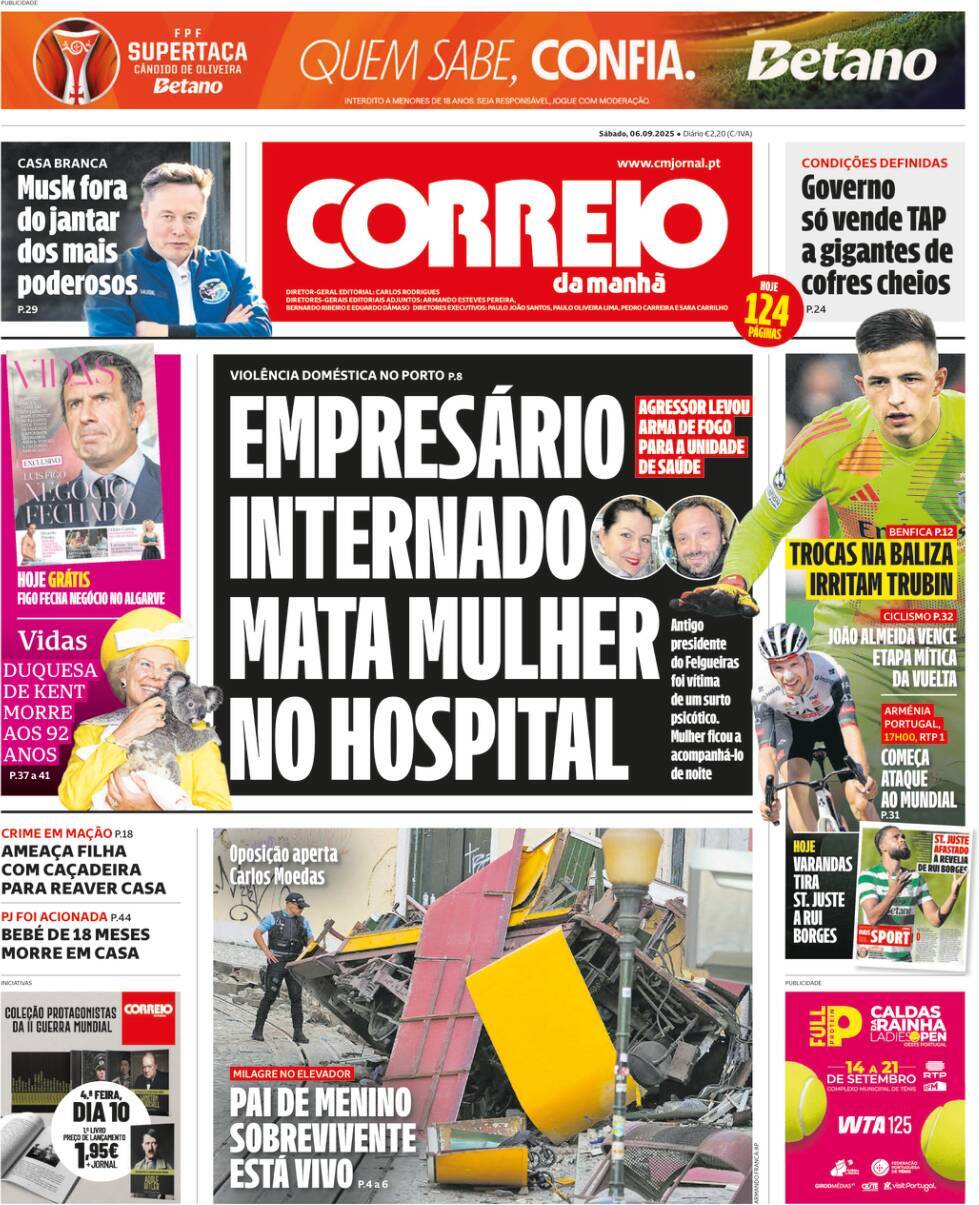 PUBLICIDADE
FPF
SUPERTAÇA
CÂNDIDO DE OLIVEIRA
Betano
QUEM SABE, CONFIA.
Betano
INTERDITO A MENORES DE 18 ANOS. SEJA RESPONSÁVEL, JOGUE COM MODERAÇÃO.
Sábado, 06.09.2025 • Diário €2,20 (C/IVA)
CASA BRANCA
Musk fora
do jantar
dos mais
poderosos
P.29
www.cmjornal.pt
CORREIO
da manhã
DIRETOR-GERAL EDITORIAL: CARLOS RODRIGUES
DIRETORES-GERAIS EDITORIAIS ADJUNTOS: ARMANDO ESTEVES PEREIRA,
BERNARDO RIBEIRO E EDUARDO DÂMASO DIRETORES EXECUTIVOS: PAULO JOÃO SANTOS, PAULO OLIVEIRA LIMA, PEDRO CARREIRA E SARA CARRILHO
HOJE
124
PÁGINAS
CONDIÇÕES DEFINIDAS
Governo
só vende TAP
a gigantes de
cofres cheios
P.24
VIDAS
EXCLUSIVO
LUÍS FIGO
NEGÓCIO
FECHADO
HOJE GRÁTIS
FIGO FECHA NEGÓCIO NO ALGARVE
Vidas
DUQUESA
DE KENT
MORRE
AOS 92
ANOS
P.37 a 41
VIOLÊNCIA DOMÉSTICA NO PORTO P.8
EMPRESÁRIO
INTERNADO
MATA MULHER
NO HOSPITAL
AGRESSOR LEVOU
ARMA DE FOGO
PARA A UNIDADE
DE SAÚDE
Antigo
presidente
do Felgueiras
foi vítima
de um surto
psicótico.
Mulher ficou a
acompanhá-lo
de noite
BENFICA P.12
TROCAS NA BALIZA
IRRITAM TRUBIN
CICLISMO P.32
JOÃO ALMEIDA VENCE
ETAPA MÍTICA
DA VUELTA
ARMÉNIA
PORTUGAL,
17H00, RTP 1
COMEÇA
ATAQUE
AO MUNDIAL
P.31
HOJE
VARANDAS
TIRA
ST. JUSTE
A RUI
BORGES
ST. JUSTE
AFASTADO
À REVELIA
DE RUI BORGES
Betano
MAIS
SPORT
CRIME EM MAÇÃO P.18
AMEAÇA FILHA
COM CAÇADEIRA
PARA REAVER CASA
PJ FOI ACIONADA P.44
BEBÉ DE 18 MESES
MORRE EM CASA
INICIATIVAS
COLEÇÃO PROTAGONISTAS
DA II GUERRA MUNDIAL
CORREIO
4.ª FEIRA,
DIA 10
1.º LIVRO
PREÇO DE LANÇAMENTO
1,95€
+ JORNAL
Oposição aperta
Carlos Moedas
MILAGRE NO ELEVADOR
PAI DE MENINO
SOBREVIVENTE
ESTÁ VIVO P.4 a 6
ARMANDO FRANCA/AP
PUBLICIDADE
FULL
PROTEIN
CALDAS
DA RAINHA
LADIES OPEN
OESTE PORTUGAL
14 A 21
DE SETEMBRO
COMPLEXO MUNICIPAL DE TÉNIS
RTP
FM
WTA 125
FEDERAÇÃO
PORTUGUESA
DE TÉNIS
GIRODMÉDIAS
OESTE
visitPortugal